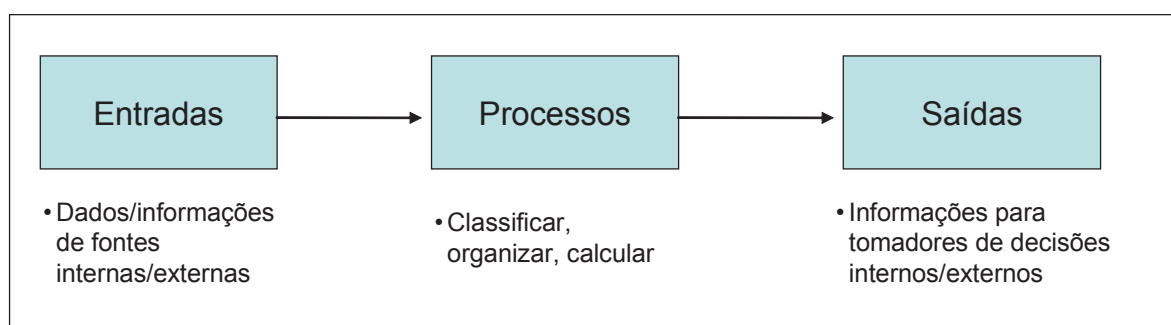 Entradas
Processos
Saídas
• Dados/informações
de fontes
internas/externas
• Classificar,
organizar, calcular
• Informações para
tomadores de decisões
internos/externos